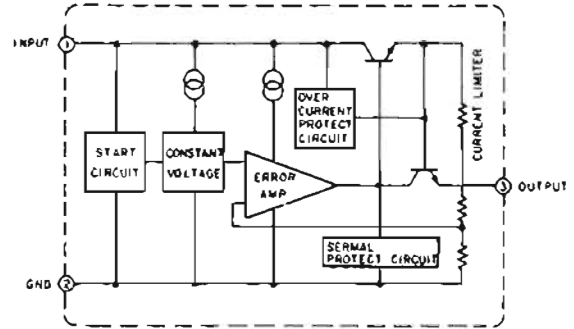 INPUT
1
OVER
CURRENT
PROTECT
CIRCUIT
CURRENT LIMITER
START
CIRCUIT
CONSTANT
VOLTAGE
ERROR
AMP
3
OUTPUT
SERMAL
PROTECT CIRCUIT
GND
2